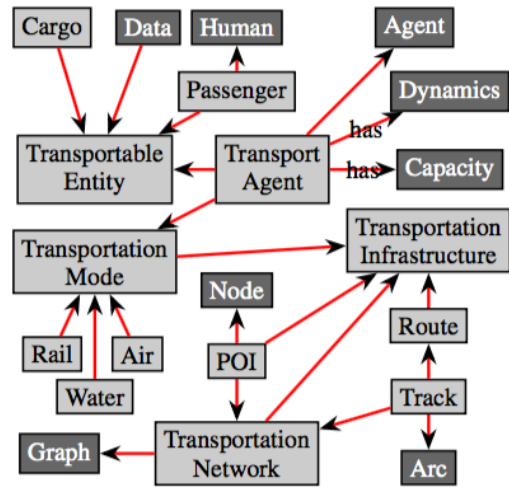 Cargo
Data
Human
Agent
Passenger
Dynamics
has
Transportable
Entity
Transport
Agent
has
Capacity
Transportation
Mode
Transportation
Infrastructure
Node
Rail
Air
POI
Route
Water
Track
Transportation
Network
Graph
Arc